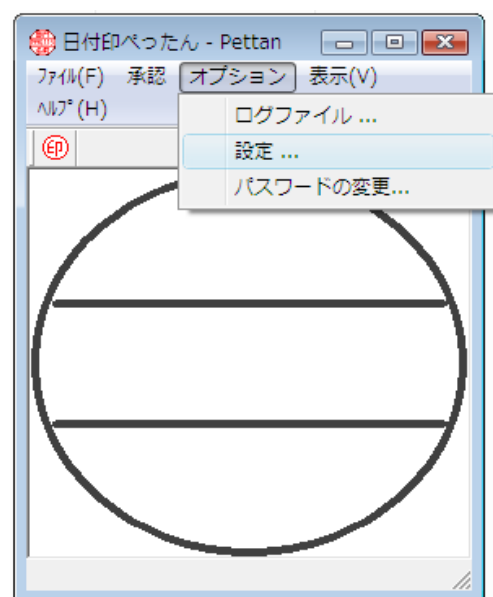 日付印ぺったん - Pettan
ﾌｧｲﾙ(F) 承認 オプション 表示(V)
ﾍﾙﾌﾟ(H)
ログファイル ...
設定 ...
パスワードの変更...
印